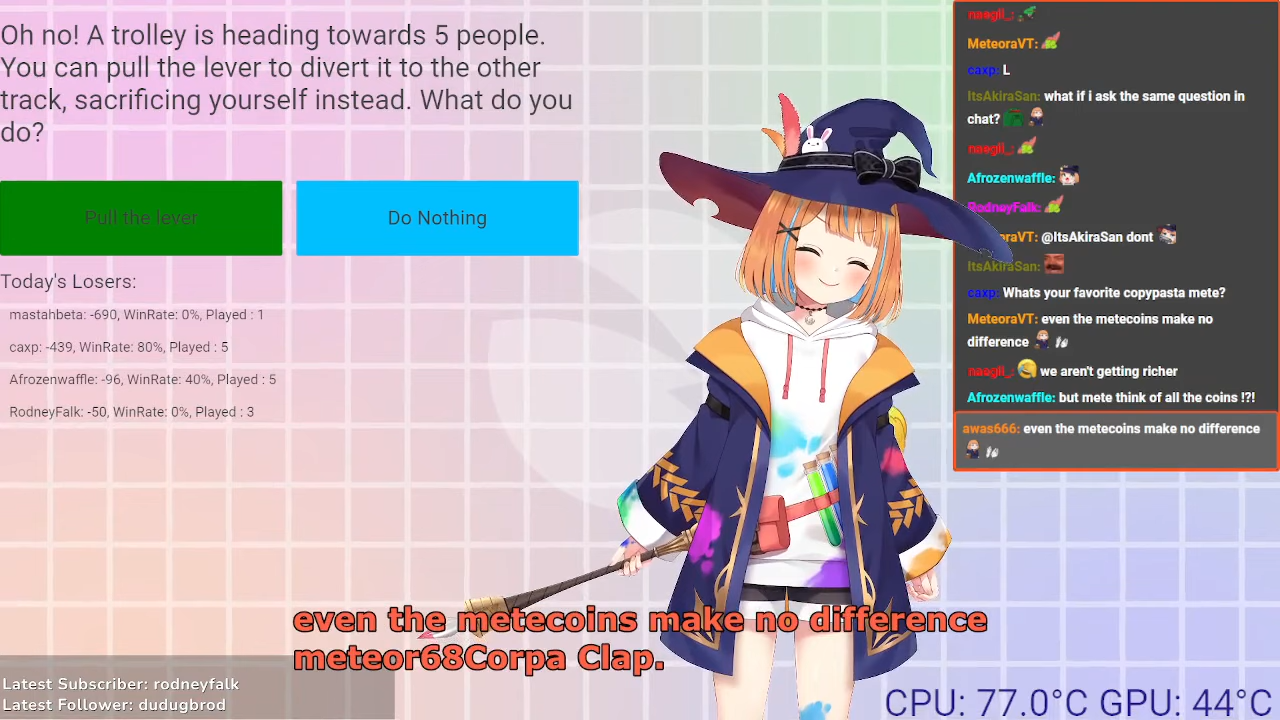 Oh no! A trolley is heading towards 5 people.
You can pull the lever to divert it to the other
track, sacrificing yourself instead. What do you
do?
Pull the lever
Do Nothing
Today's Losers:
mastahbeta: -690, WinRate: 0%, Played : 1
caxp: -439, WinRate: 80%, Played : 5
Afrozenwaffle: -96, WinRate: 40%, Played : 5
RodneyFalk: -50, WinRate: 0%, Played : 3
naegii_:
MeteoraVT:
caxp: L
ItsAkiraSan: what if i ask the same question in
chat?
naegii_:
Afrozenwaffle:
RodneyFalk:
@ItsAkiraSan dont
ItsAkiraSan:
caxp: Whats your favorite copypasta mete?
MeteoraVT: even the metecoins make no
difference
naegii_: we aren't getting richer
Afrozenwaffle: but mete think of all the coins !?!
awas666: even the metecoins make no difference
even the metecoins make no difference
meteor68Corpa Clap.
Latest Subscriber: rodneyfalk
Latest Follower: dudugbrod
CPU: 77.0°C GPU: 44°C